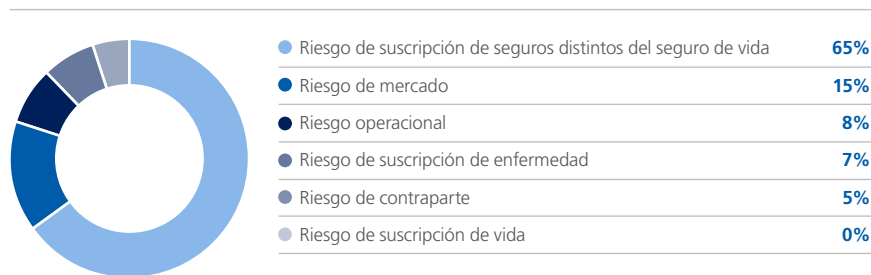 Riesgo de suscripción de seguros distintos del seguro de vida 65%
Riesgo de mercado 15%
Riesgo operacional 8%
Riesgo de suscripción de enfermedad 7%
Riesgo de contraparte 5%
Riesgo de suscripción de vida 0%